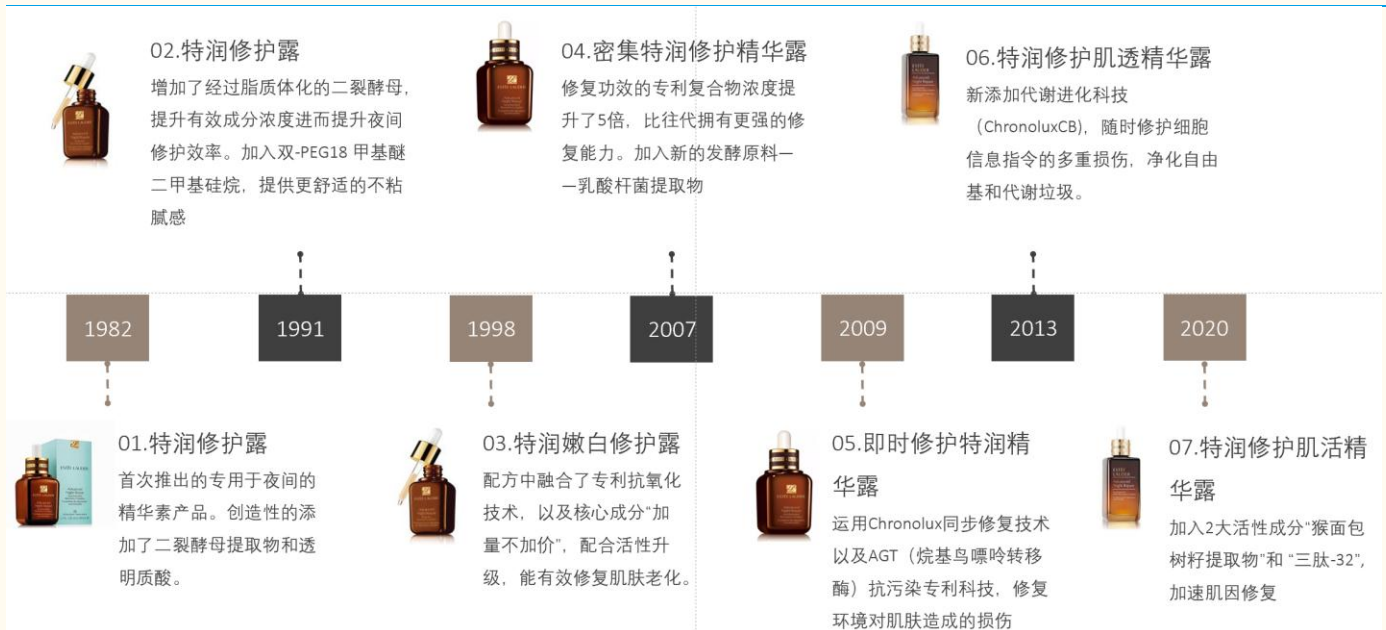 02.特润修护露
增加了经过脂质体化的二裂酵母,
提升有效成分浓度进而提升夜间
修护效率。加入双-PEG18 甲基醚
二甲基硅烷，提供更舒适的不粘
腻感
04.密集特润修护精华露
修复功效的专利复合物浓度提
升了5倍，比往代拥有更强的修
复能力。加入新的发酵原料—
—乳酸杆菌提取物
06.特润修护肌透精华露
新添加代谢进化科技
（ChronoluxCB)，随时修护细胞
信息指令的多重损伤，净化自由
基和代谢垃圾。
1982
1991
1998
2007
2009
2013
2020
01.特润修护露
首次推出的专用于夜间的
精华素产品。创造性的添
加了二裂酵母提取物和透
明质酸。
03.特润嫩白修护露
配方中融合了专利抗氧化
技术，以及核心成分“加
量不加价”，配合活性升
级，能有效修复肌肤老化。
05.即时修护特润精
华露
运用Chronolux同步修复技术
以及AGT（烷基鸟嘌呤转移
酶）抗污染专利科技，修复
环境对肌肤造成的损伤
07.特润修护肌活精
华露
加入2大活性成分“猴面包
树籽提取物”和 “三肽-32”,
加速肌因修复